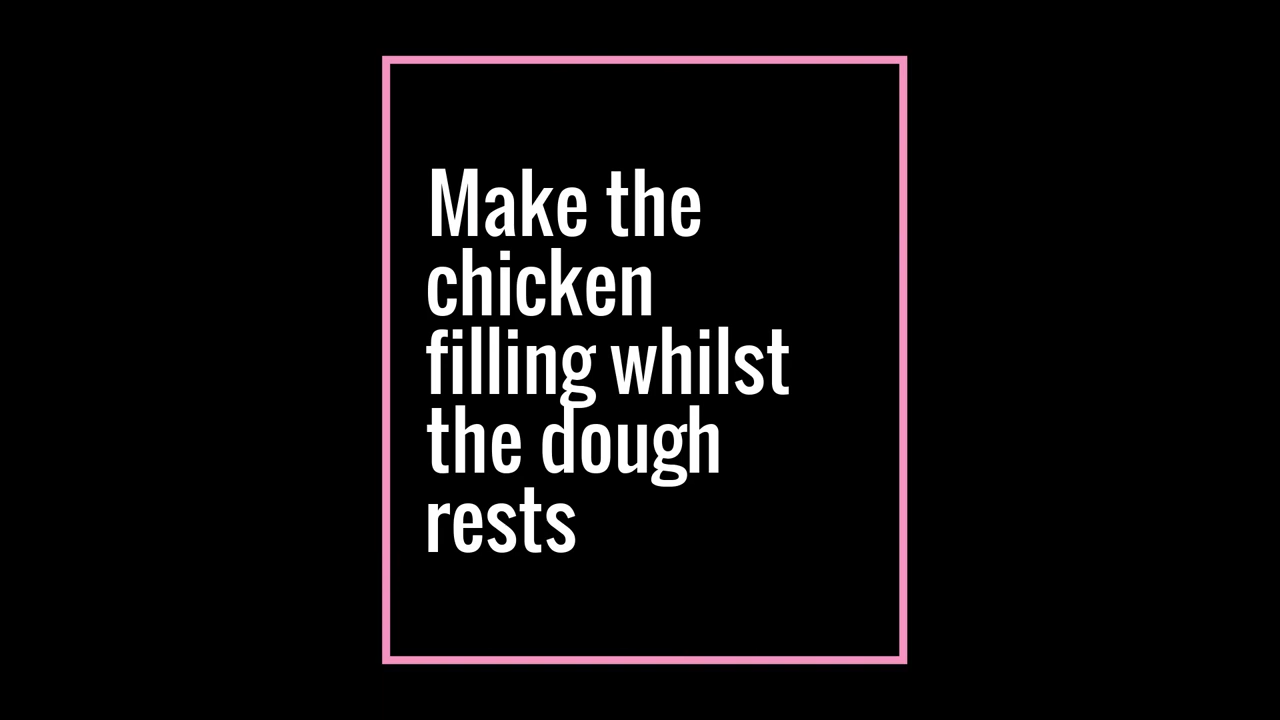 Make the
chicken
filling whilst
the dough
rests